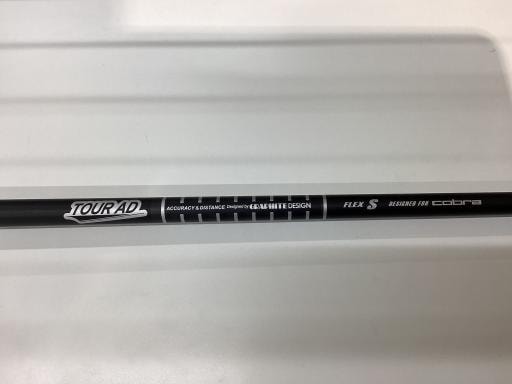 TOUR AD ACCURACY & DISTANCE Designed by GRAPHITE DESIGN FLEX S DESIGNED FOR cobra